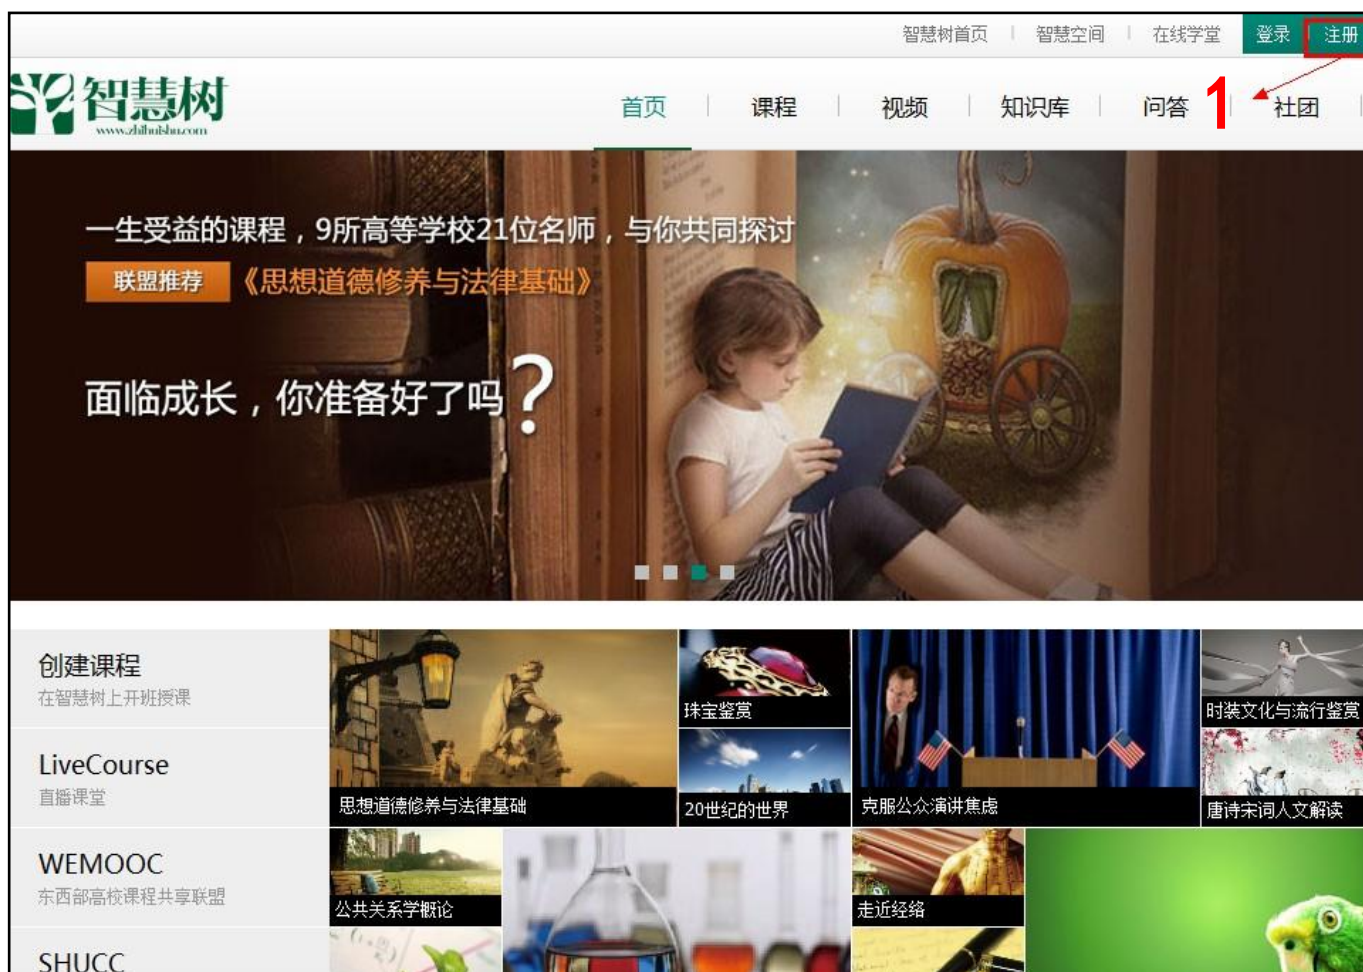 智慧树首页 智慧空间 在线学堂 登录 注册
智慧树
www.zhihuishu.com
首页 课程 视频 知识库 问答 1 社团
一生受益的课程，9所高等学校21位名师，与你共同探讨
联盟推荐 《思想道德修养与法律基础》
面临成长，你准备好了吗？
创建课程
在智慧树上开班授课
LiveCourse
直播课堂
WEMOOC
东西部高校课程共享联盟
SHUCC
思想道德修养与法律基础
珠宝鉴赏
20世纪的世界
克服公众演讲焦虑
时装文化与流行鉴赏
唐诗宋词人文解读
公共关系学概论
走近经络